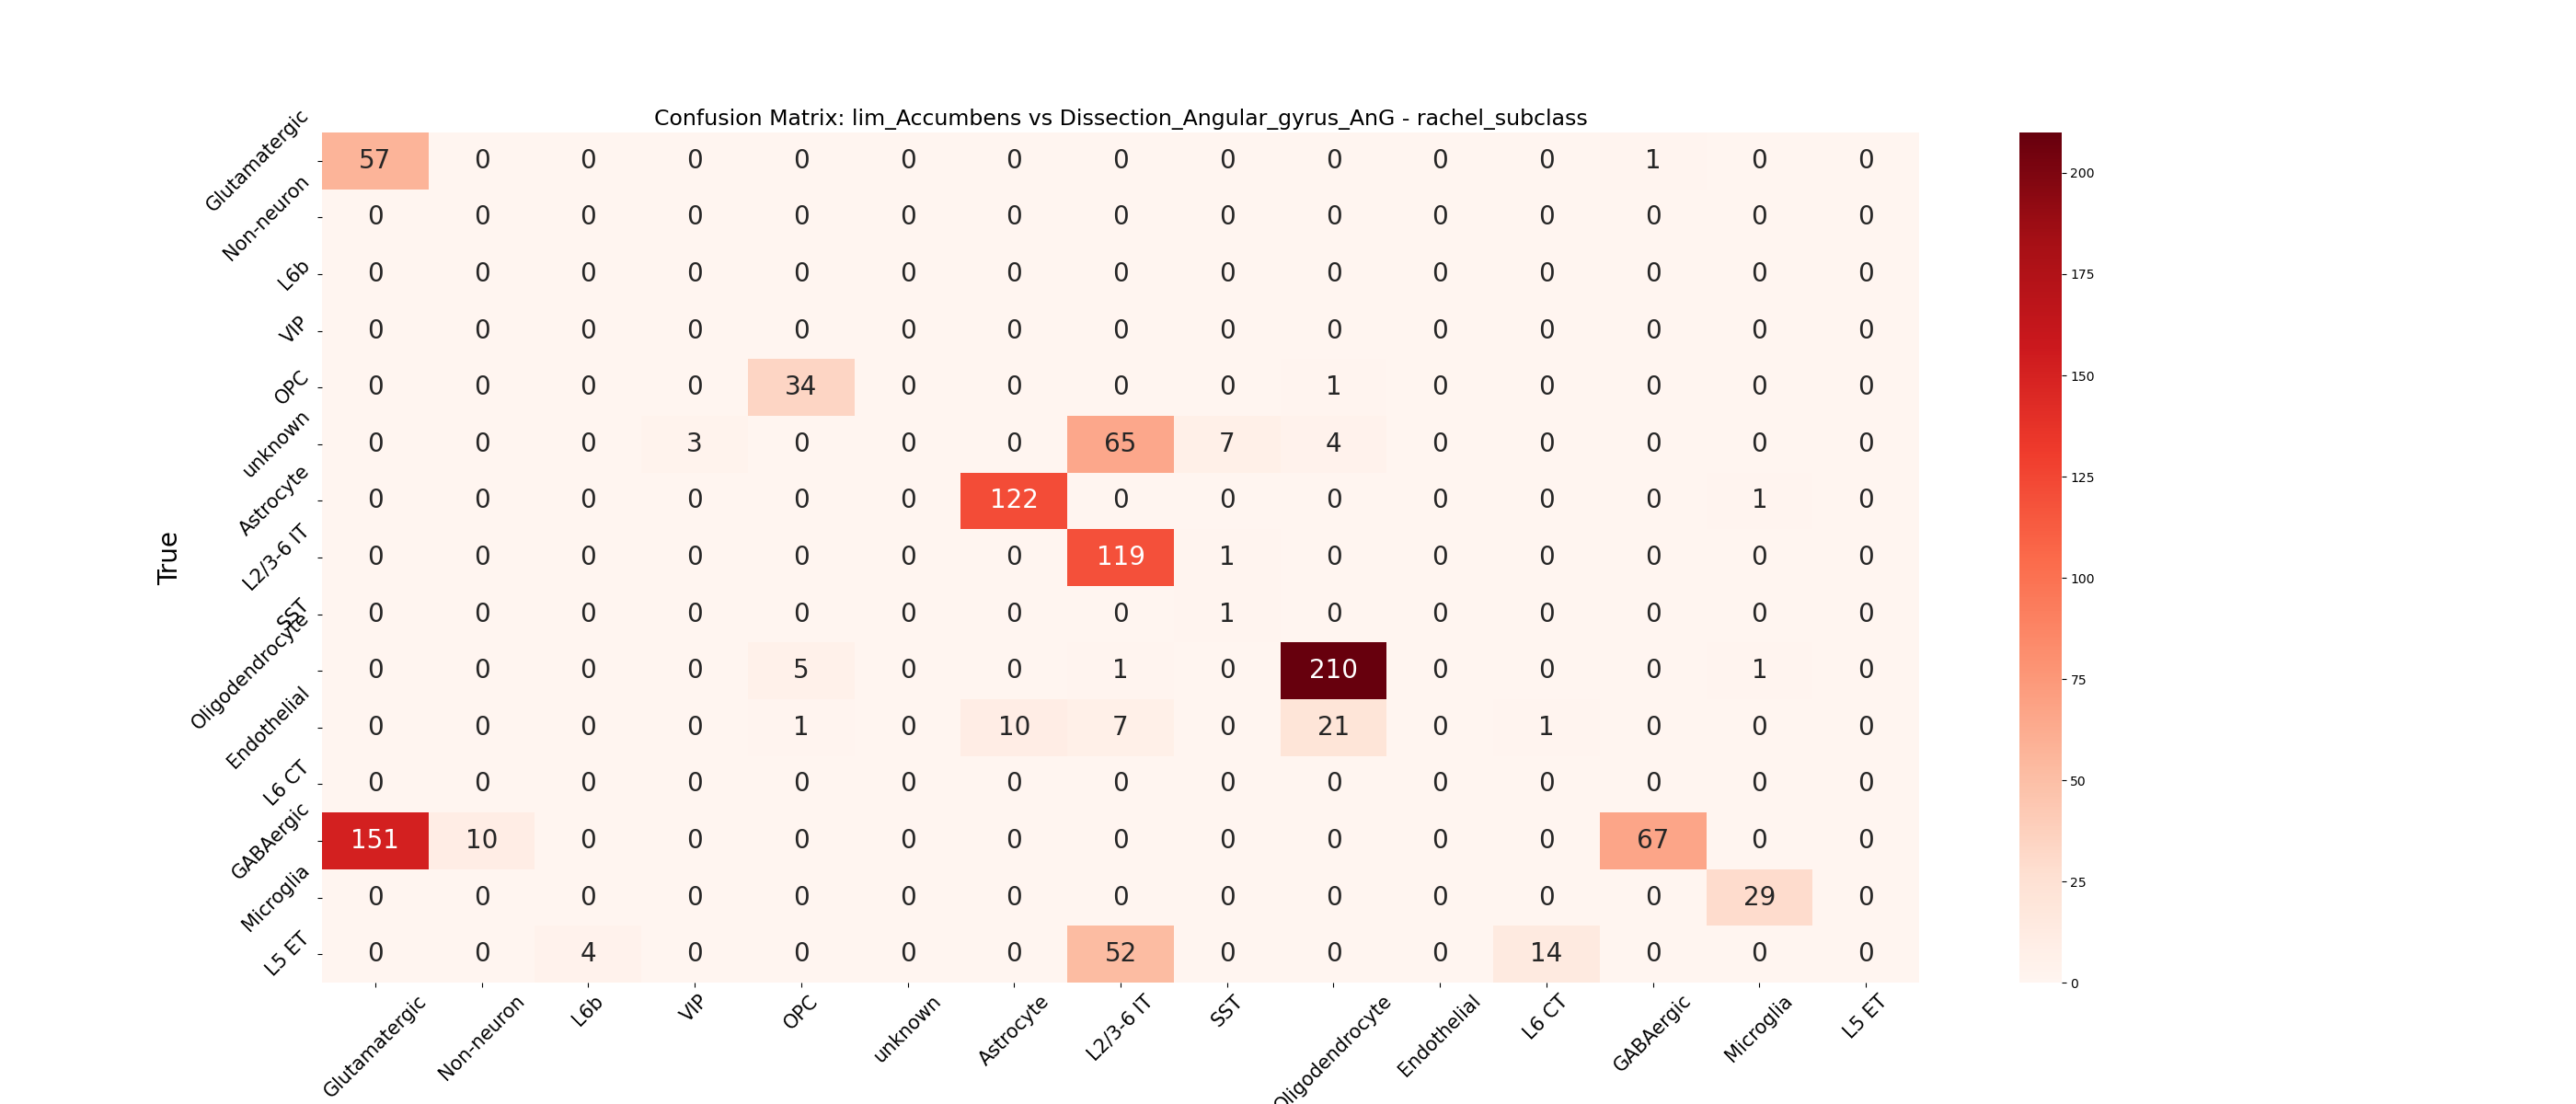 Confusion Matrix: lim_Accumbens vs Dissection_Angular_gyrus_AnG - rachel_subclass
True
Glutamatergic 57 0 0 0 0 0 0 0 0 0 0 0 1 0 0
Non-neuron 0 0 0 0 0 0 0 0 0 0 0 0 0 0 0
L6b 0 0 0 0 0 0 0 0 0 0 0 0 0 0 0
VIP 0 0 0 0 0 0 0 0 0 0 0 0 0 0 0
OPC 0 0 0 0 34 0 0 0 0 1 0 0 0 0 0
unknown 0 0 0 3 0 0 0 65 7 4 0 0 0 0 0
Astrocyte 0 0 0 0 0 0 122 0 0 0 0 0 0 1 0
L2/3-6 IT 0 0 0 0 0 0 0 119 1 0 0 0 0 0 0
SST 0 0 0 0 0 0 0 0 1 0 0 0 0 0 0
Oligodendrocyte 0 0 0 0 5 0 0 1 0 210 0 0 0 1 0
Endothelial 0 0 0 0 1 0 10 7 0 21 0 1 0 0 0
L6 CT 0 0 0 0 0 0 0 0 0 0 0 0 0 0 0
GABAergic 151 10 0 0 0 0 0 0 0 0 0 0 67 0 0
Microglia 0 0 0 0 0 0 0 0 0 0 0 0 0 29 0
L5 ET 0 0 4 0 0 0 0 52 0 0 0 14 0 0 0
Glutamatergic Non-neuron L6b VIP OPC unknown Astrocyte L2/3-6 IT SST Oligodendrocyte Endothelial L6 CT GABAergic Microglia L5 ET
200
175
150
125
100
75
50
25
0